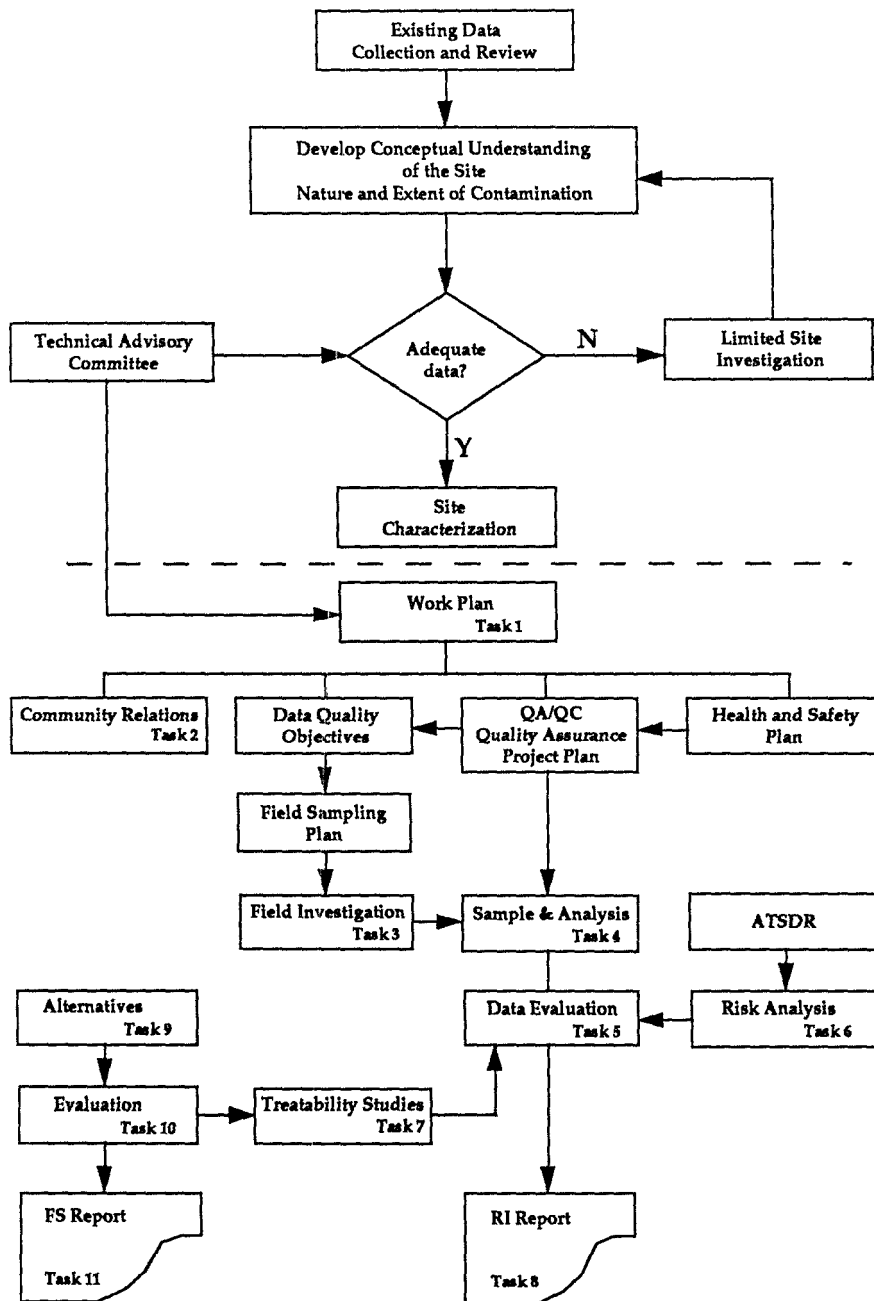 Existing Data
Collection and Review
Develop Conceptual Understanding
of the Site
Nature and Extent of Contamination
Technical Advisory
Committee
Adequate
data?
N
Limited Site
Investigation
Y
Site
Characterization
Work Plan
Task 1
Community Relations
Task 2
Data Quality
Objectives
QA/QC
Quality Assurance
Project Plan
Health and Safety
Plan
Field Sampling
Plan
Field Investigation
Task 3
Sample & Analysis
Task 4
ATSDR
Alternatives
Task 9
Data Evaluation
Task 5
Risk Analysis
Task 6
Evaluation
Task 10
Treatability Studies
Task 7
FS Report
Task 11
RI Report
Task 8